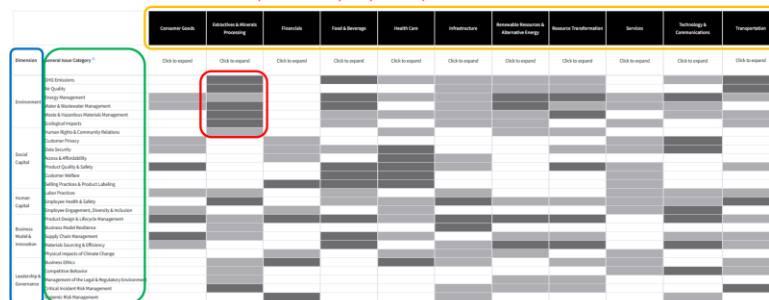 Consumer Goods
Extractives & Minerals Processing
Financials
Food & Beverage
Health Care
Infrastructure
Renewable Resources & Alternative Energy
Resource Transformation
Services
Technology & Communications
Transportation
Dimension General Issue Category Click to expand Click to expand Click to expand Click to expand Click to expand Click to expand Click to expand Click to expand Click to expand Click to expand Click to expand
Environment
GHG Emissions
Air Quality
Energy Management
Water & Wastewater Management
Waste & Hazardous Materials Management
Ecological Impacts
Social Capital
Human Rights & Community Relations
Customer Privacy
Data Security
Access & Affordability
Product Quality & Safety
Customer Welfare
Selling Practices & Product Labeling
Human Capital
Labor Practices
Employee Health & Safety
Employee Engagement, Diversity & Inclusion
Business Model & Innovation
Product Design & Lifecycle Management
Business Model Resilience
Supply Chain Management
Materials Sourcing & Efficiency
Physical Impacts of Climate Change
Leadership & Governance
Business Ethics
Competitive Behavior
Management of the Legal & Regulatory Environment
Critical Incident Risk Management
Systemic Risk Management